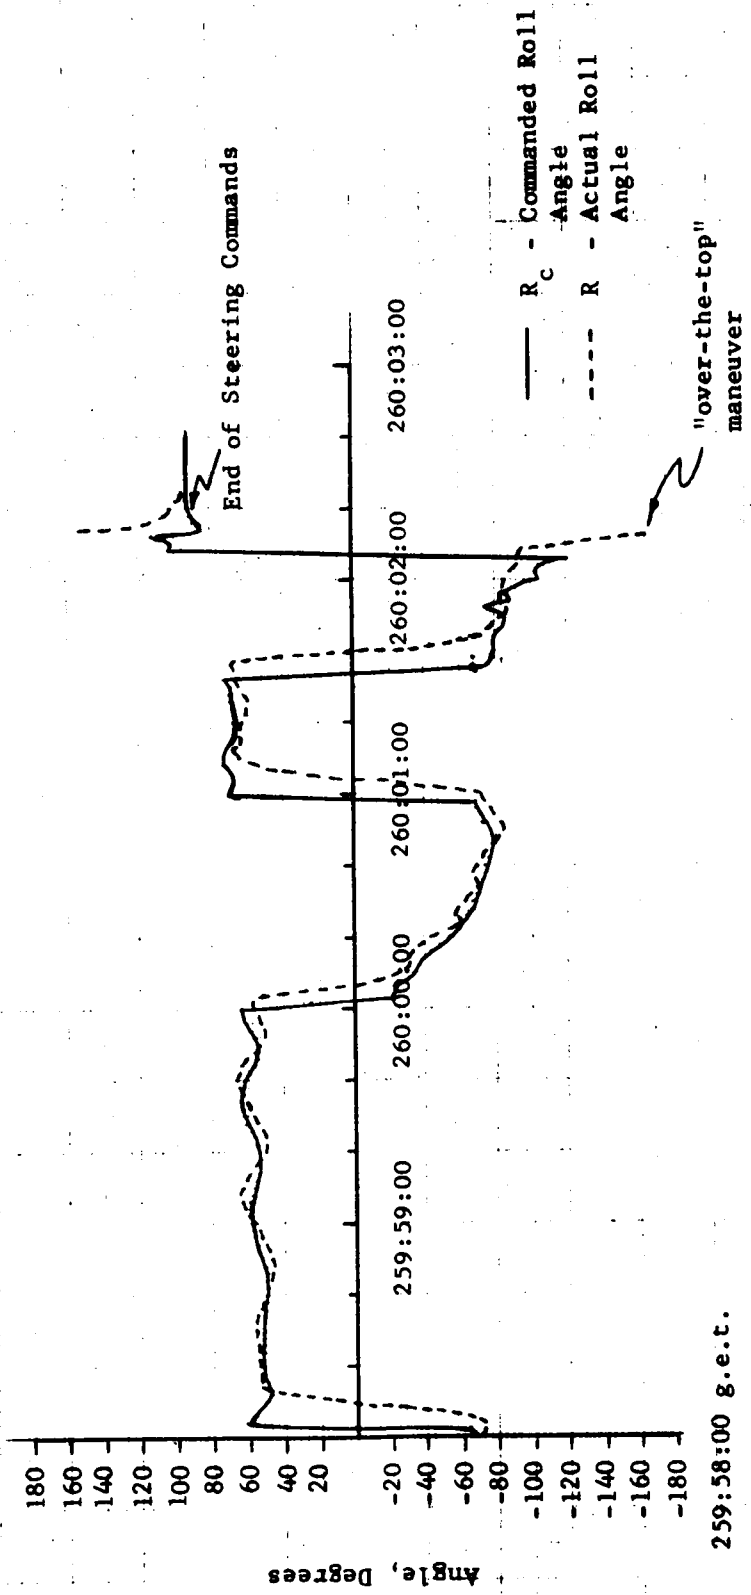 Angle, Degrees
180
160
140
120
100
80
60
40
20
-20
-40
-60
-80
-100
-120
-140
-160
-180
259:58:00 g.e.t.
259:59:00
260:00:00
260:01:00
260:02:00
260:03:00
End of Steering Commands
Rc - Commanded Roll
Angle
R - Actual Roll
Angle
"over-the-top"
maneuver